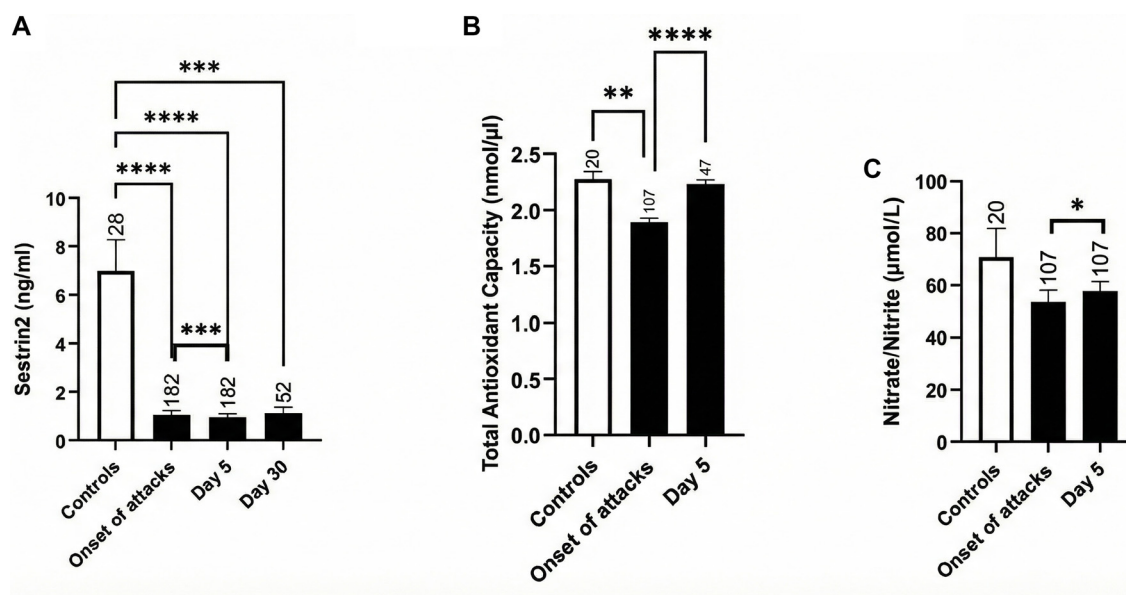 A
***
****
****
10
8
6
4
2
0
Sestrin2 (ng/ml)
28
***
182
182
52
Controls
Onset of attacks
Day 5
Day 30
B
****
**
2.5
2.0
1.5
1.0
0.5
0.0
Total Antioxidant Capacity (nmol/µl)
20
107
47
Controls
Onset of attacks
Day 5
C
100
80
60
40
20
0
Nitrate/Nitrite (µmol/L)
*
20
107
107
Controls
Onset of attacks
Day 5